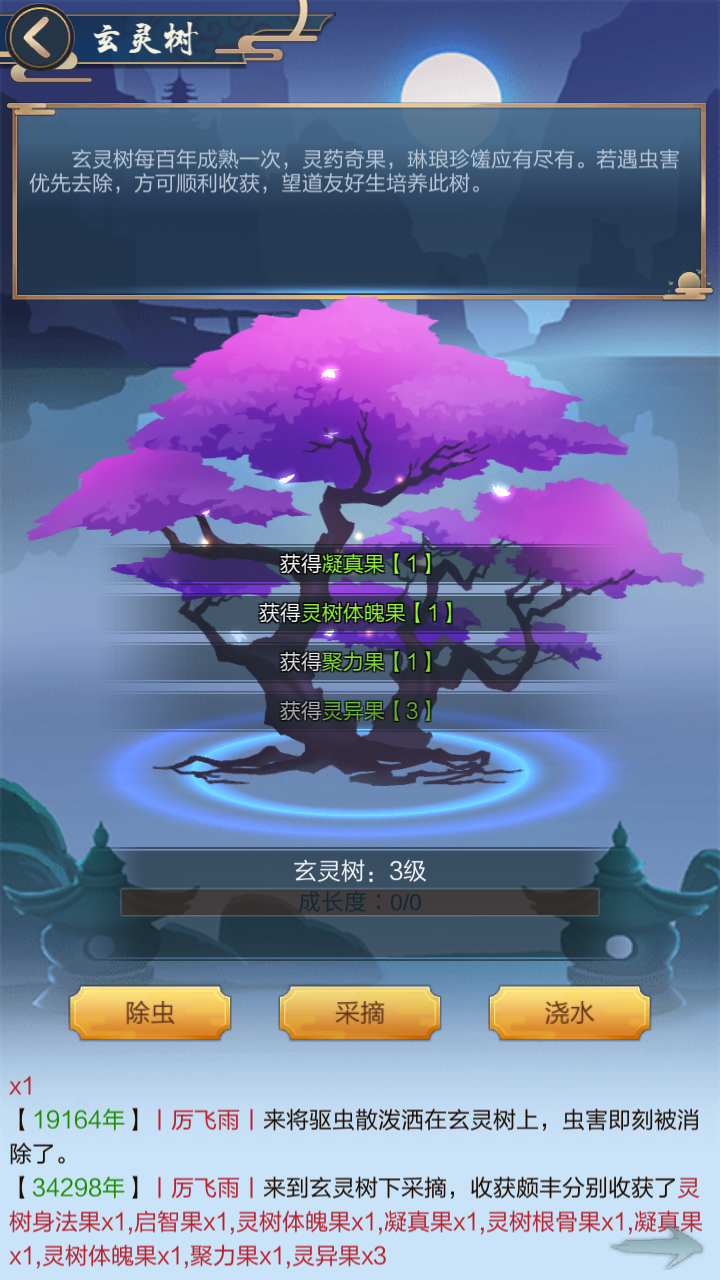 玄灵树
玄灵树每百年成熟一次，灵药奇果，琳琅珍馐应有尽有。若遇虫害
优先去除，方可顺利收获，望道友好生培养此树。
获得凝真果【1】
获得灵树体魄果【1】
获得聚力果【1】
获得灵异果【3】
玄灵树：3级
成长度：0/0
除虫
采摘
浇水
x1
【19164年】丨厉飞雨丨来将驱虫散泼洒在玄灵树上，虫害即刻被消
除了。
【34298年】丨厉飞雨丨来到玄灵树下采摘，收获颇丰分别收获了灵
树身法果x1,启智果x1,灵树体魄果x1,凝真果x1,灵树根骨果x1,凝真果
x1,灵树体魄果x1,聚力果x1,灵异果x3